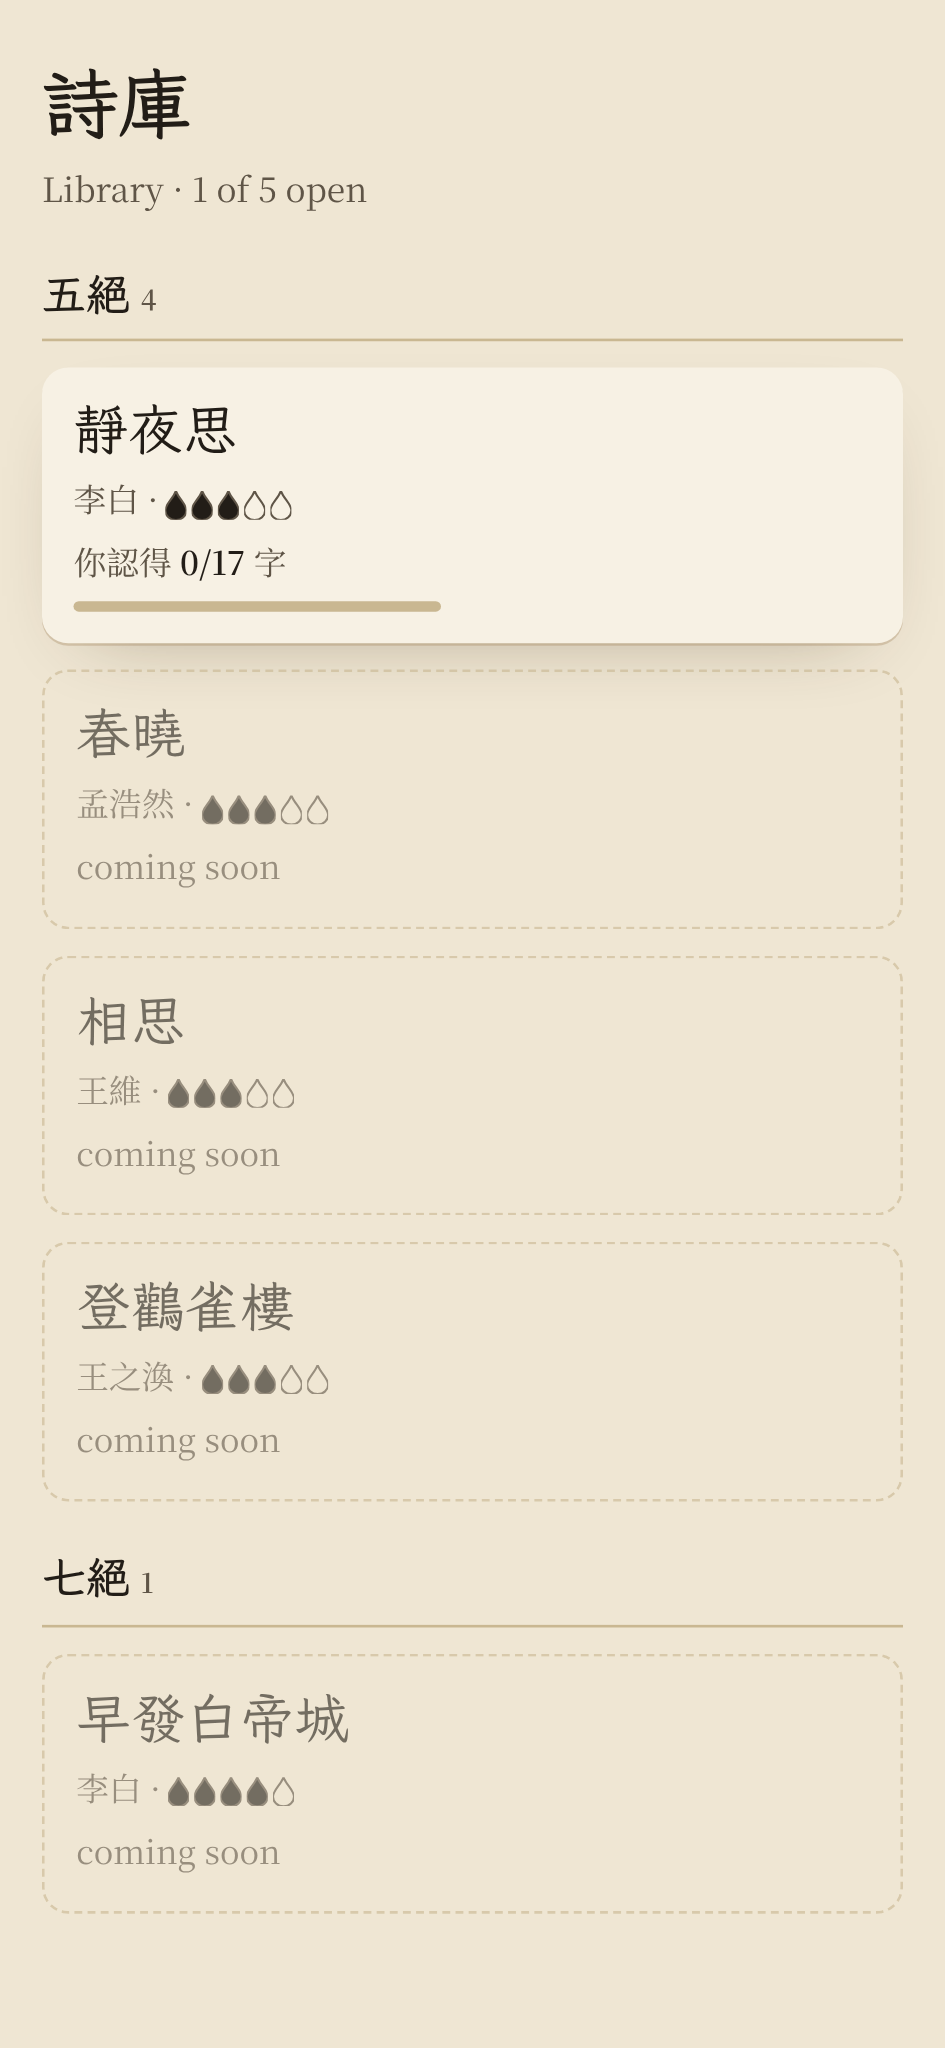 詩庫
Library · 1 of 5 open
五絕 4
靜夜思
李白 ·
你認得 0/17 字
春曉
孟浩然 ·
coming soon
相思
王維 ·
coming soon
登鸛雀樓
王之渙 ·
coming soon
七絕 1
早發白帝城
李白 ·
coming soon